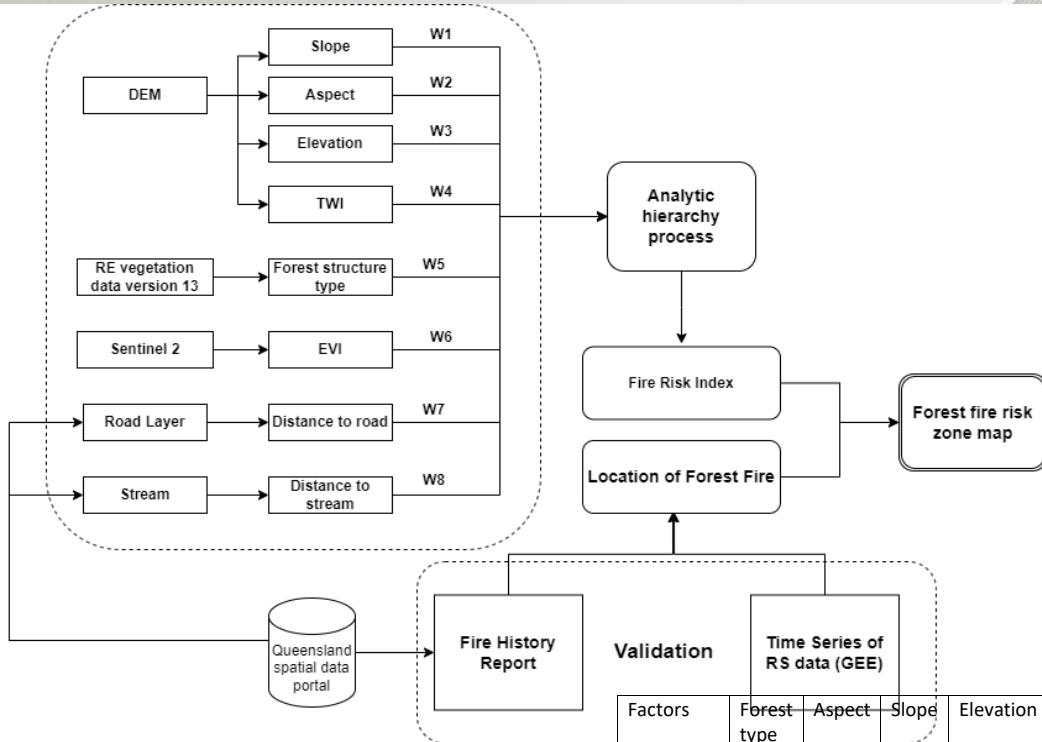 Slope
W1
DEM
Aspect
W2
Elevation
W3
TWI
W4
RE vegetation
data version 13
Forest structure
type
W5
Sentinel 2
EVI
W6
Road Layer
Distance to road
W7
Stream
Distance to
stream
W8
Analytic
hierarchy
process
Fire Risk Index
Location of Forest Fire
Forest fire risk
zone map
Queensland
spatial data
portal
Fire History
Report
Validation
Time Series of
RS data (GEE)
Factors
Forest
type
Aspect
Slope
Elevation